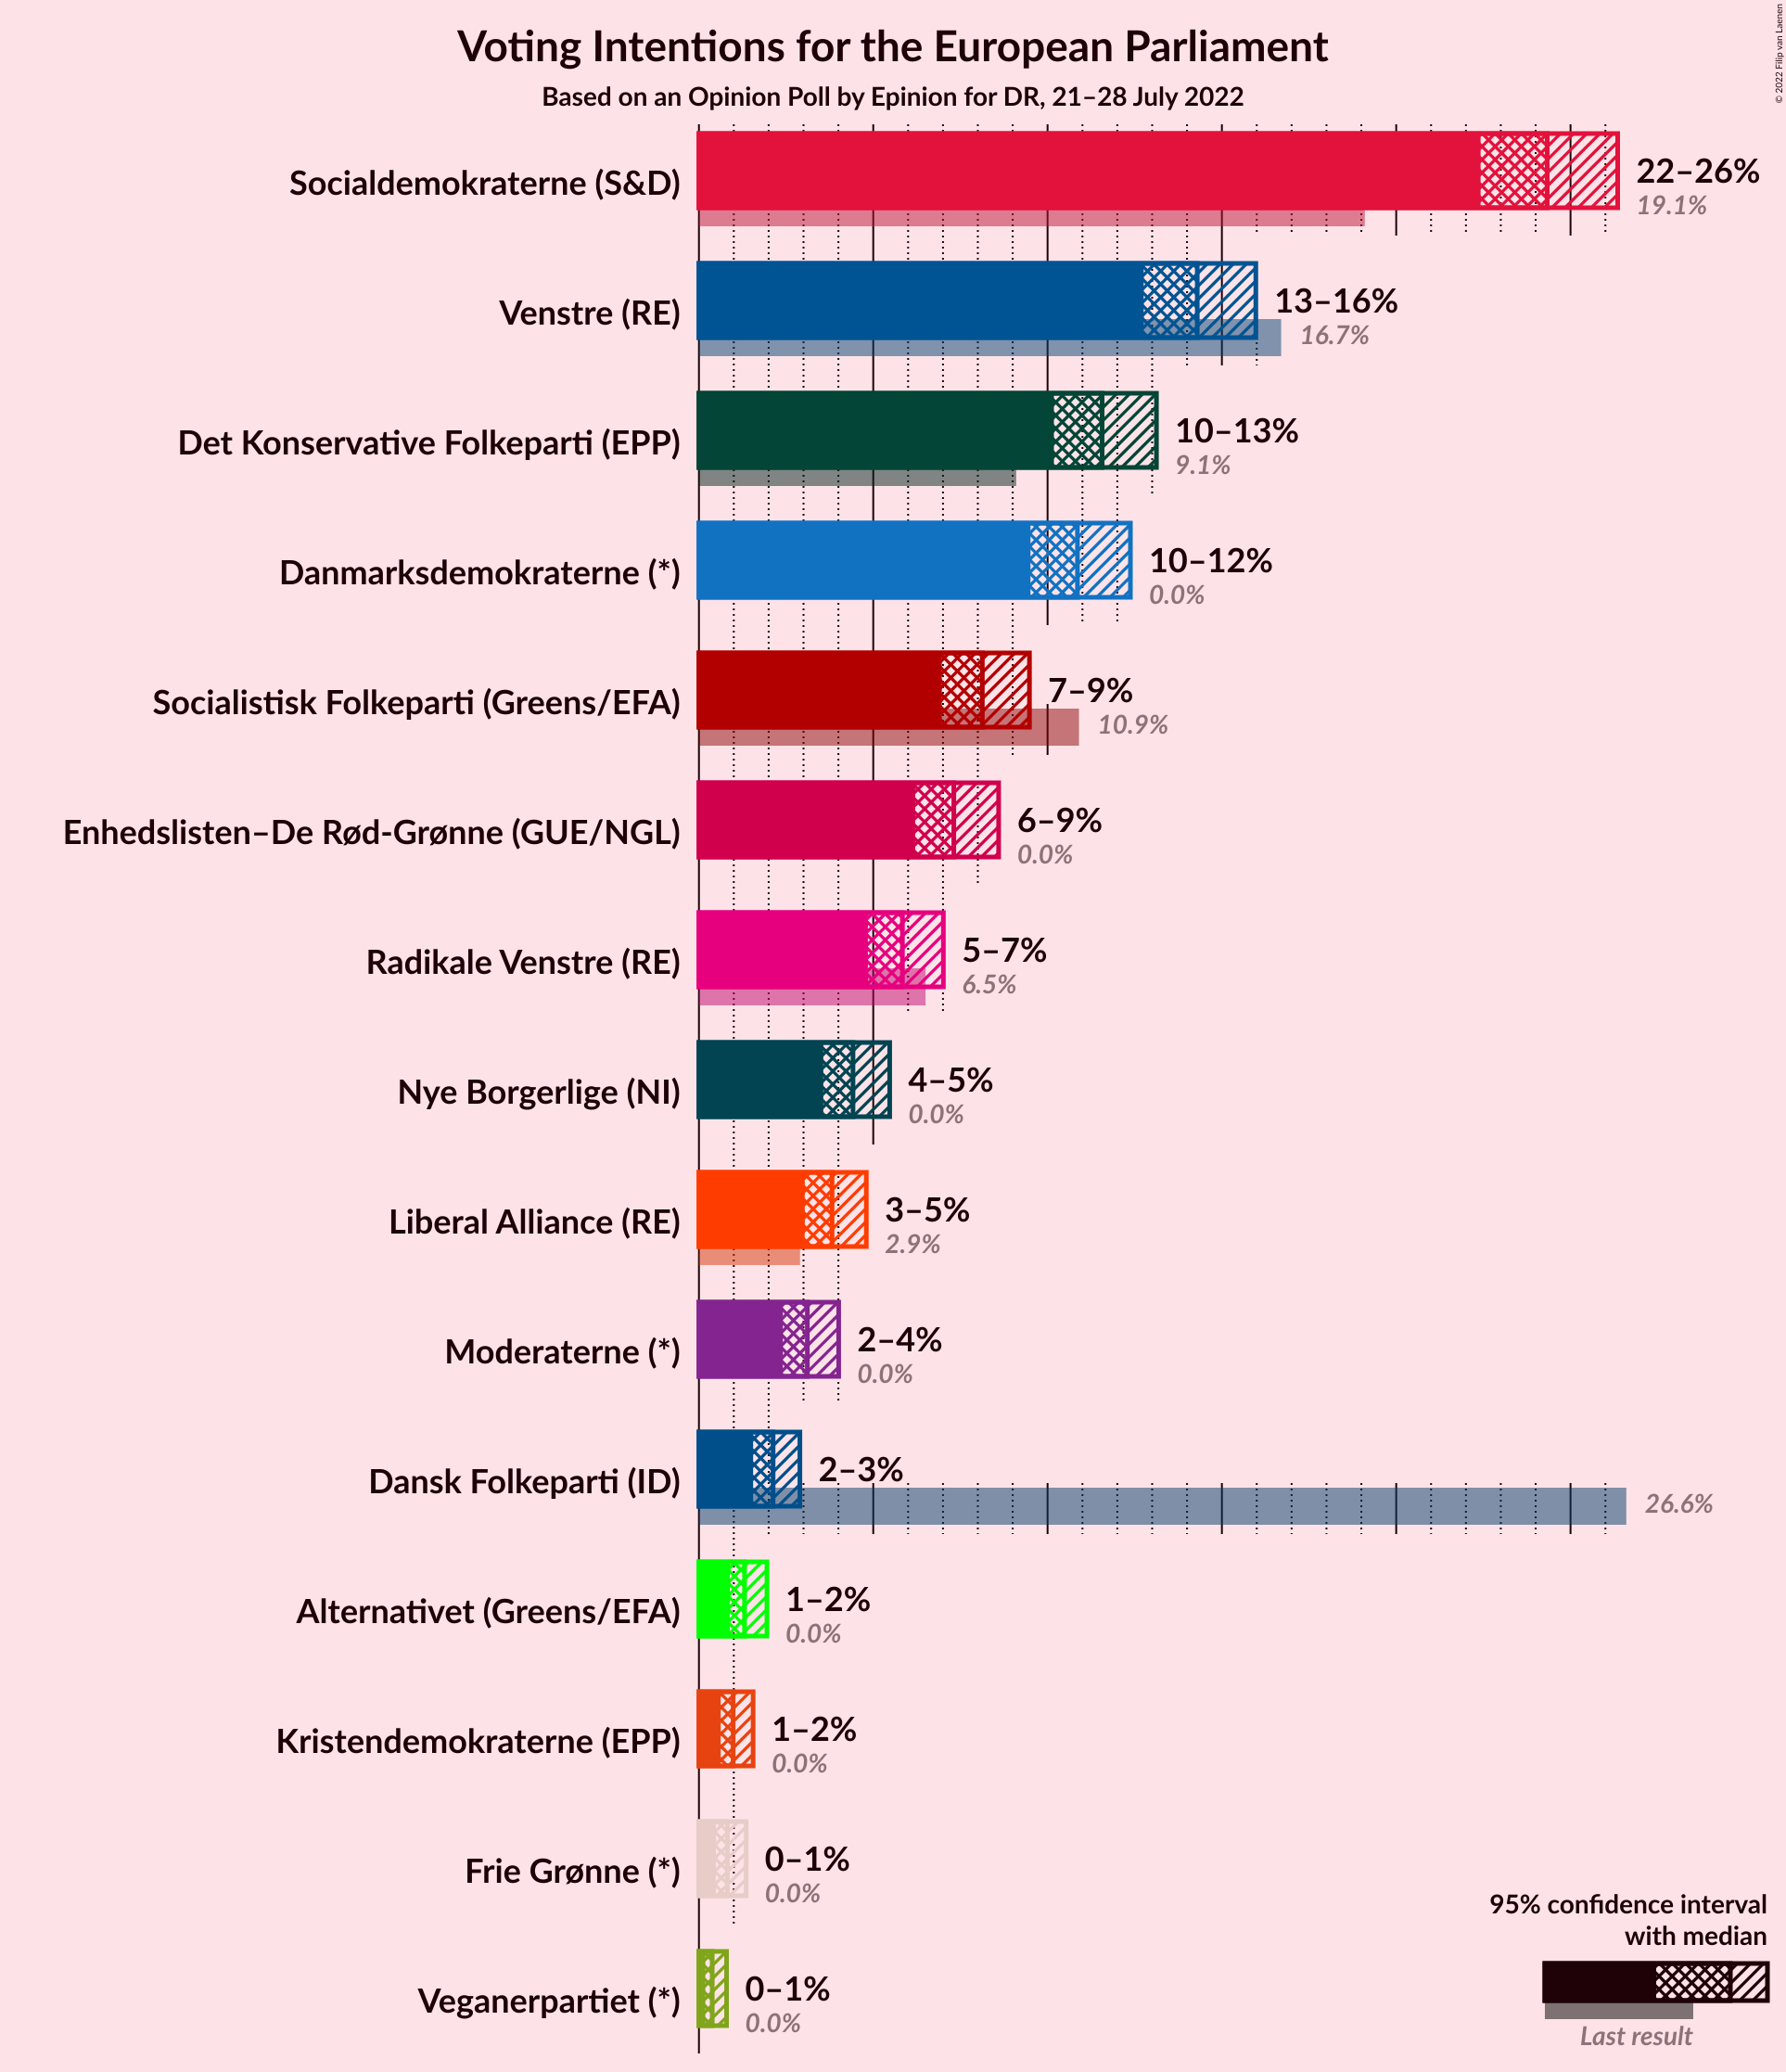 © 2022 Filip van Laenen
Voting Intentions for the European Parliament
Based on an Opinion Poll by Epinion for DR, 21–28 July 2022
Socialdemokraterne (S&D)
22–26%
19.1%
Venstre (RE)
13–16%
16.7%
Det Konservative Folkeparti (EPP)
10–13%
9.1%
Danmarksdemokraterne (*)
10–12%
0.0%
Socialistisk Folkeparti (Greens/EFA)
7–9%
10.9%
Enhedslisten–De Rød-Grønne (GUE/NGL)
6–9%
0.0%
Radikale Venstre (RE)
5–7%
6.5%
Nye Borgerlige (NI)
4–5%
0.0%
Liberal Alliance (RE)
3–5%
2.9%
Moderaterne (*)
2–4%
0.0%
Dansk Folkeparti (ID)
2–3%
26.6%
Alternativet (Greens/EFA)
1–2%
0.0%
Kristendemokraterne (EPP)
1–2%
0.0%
Frie Grønne (*)
0–1%
0.0%
Veganerpartiet (*)
0–1%
0.0%
95% confidence interval
with median
Last result